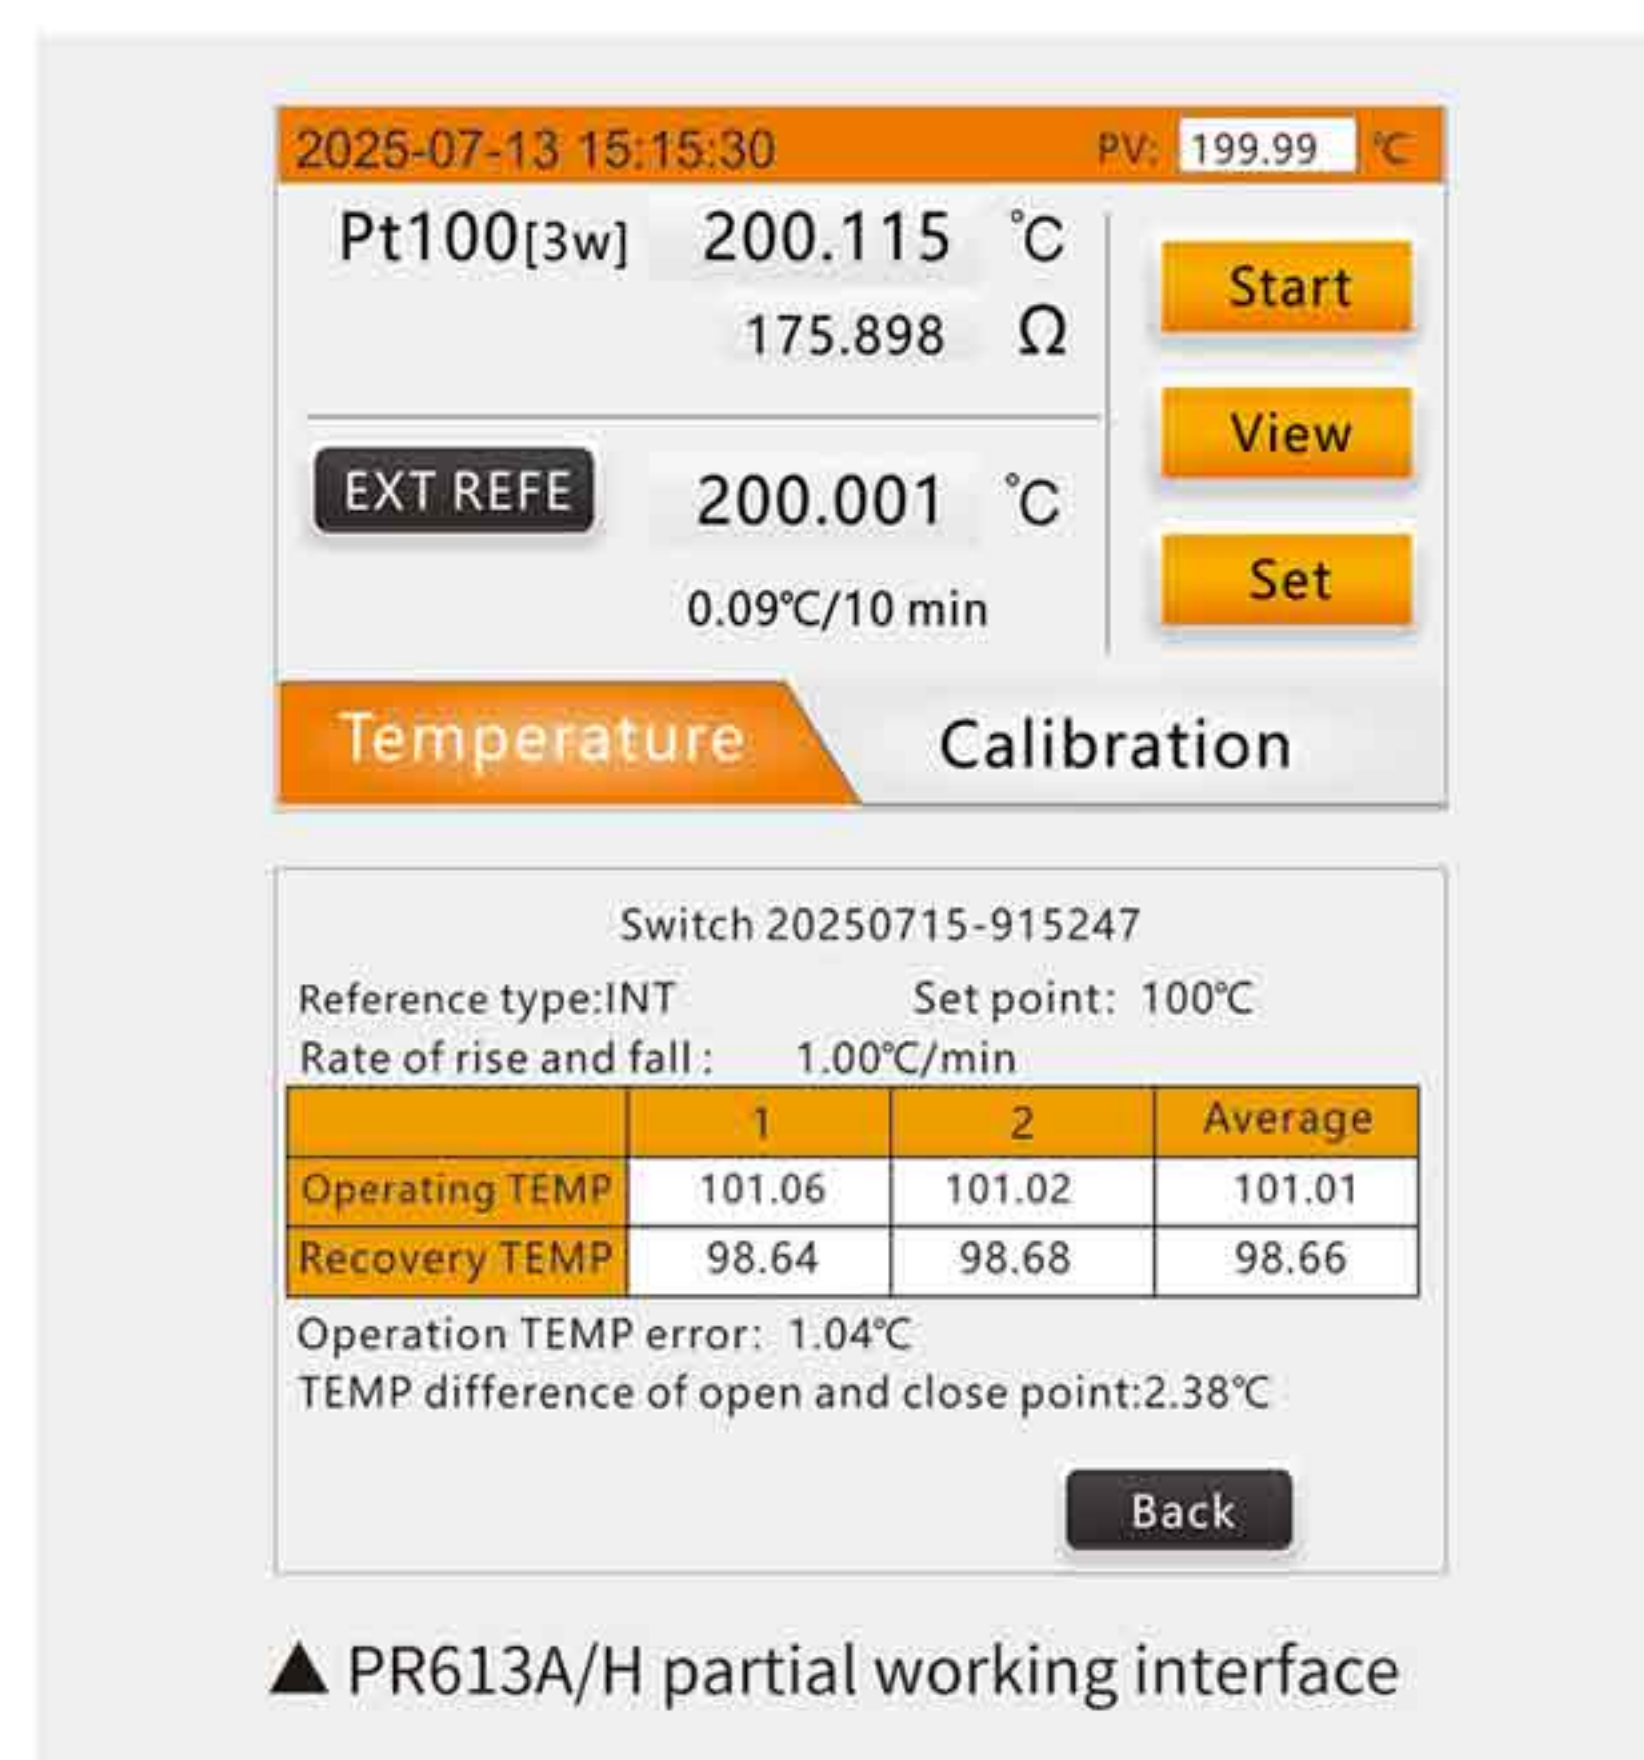 2025-07-13 15:15:30 PV: 199.99 ℃
Pt100[3w] 200.115 ℃
175.898 Ω
Start
View
Set
EXT REFE 200.001 ℃
0.09℃/10 min
Temperature Calibration
Switch 20250715-915247
Reference type:INT Set point: 100℃
Rate of rise and fall : 1.00℃/min
1 2 Average
Operating TEMP 101.06 101.02 101.01
Recovery TEMP 98.64 98.68 98.66
Operation TEMP error: 1.04℃
TEMP difference of open and close point:2.38℃
Back
▲ PR613A/H partial working interface